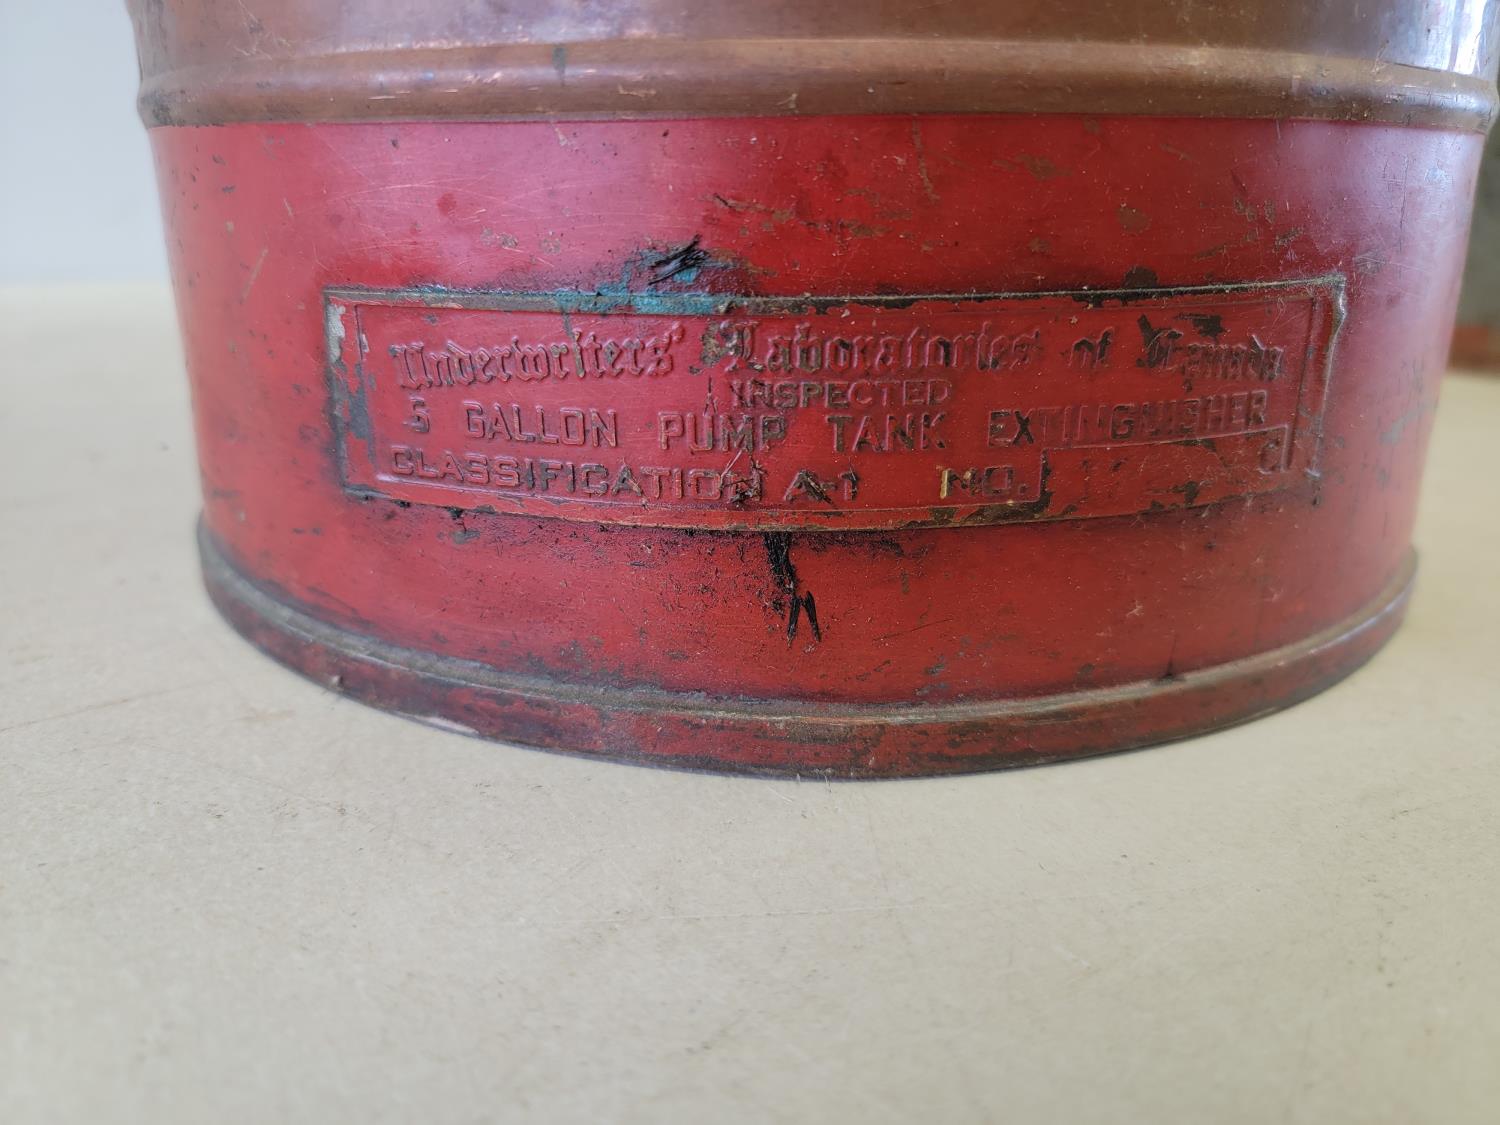 Underwriters' Laboratories of Canada
INSPECTED
5 GALLON PUMP TANK EXTINGUISHER
CLASSIFICATION A-1 NO.